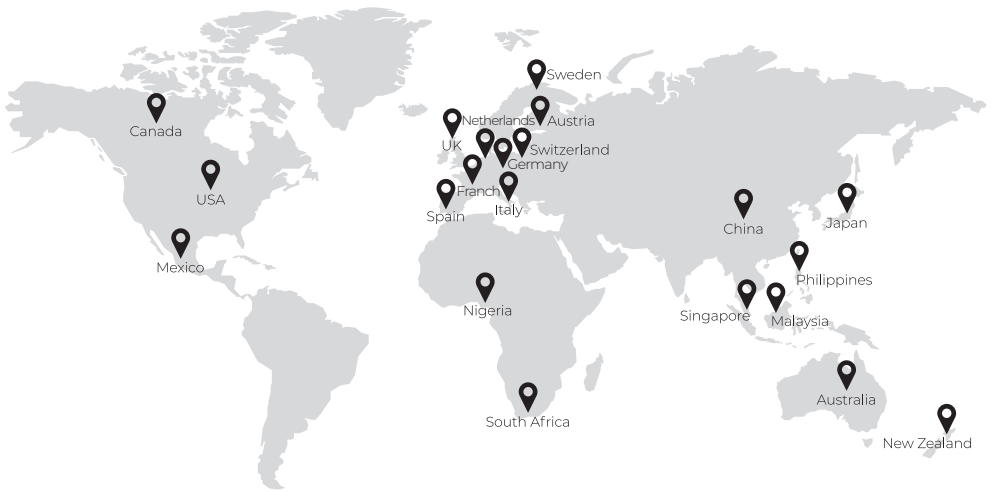 Sweden
Canada
Netherlands
Austria
UK
Switzerland
Germany
USA
Franch
Italy
Spain
China
Japan
Mexico
Philippines
Nigeria
Singapore
Malaysia
Australia
South Africa
New Zealand